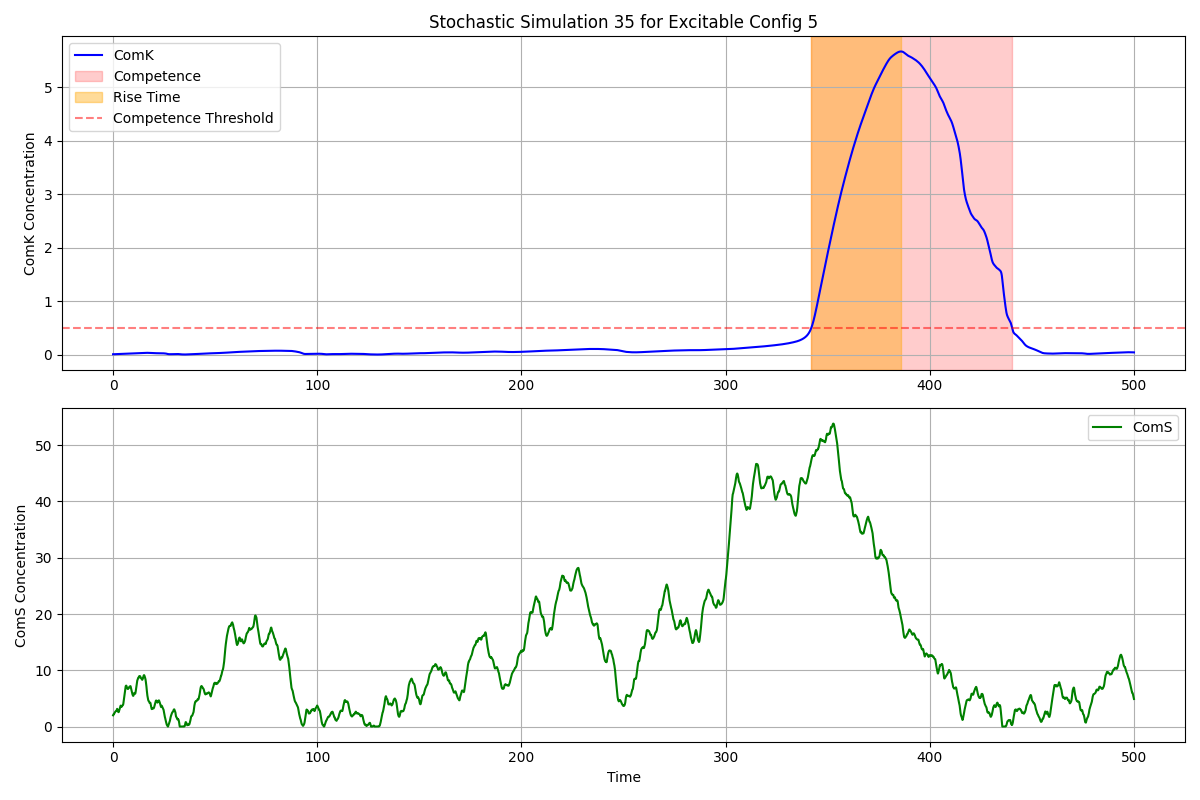 Stochastic Simulation 35 for Excitable Config 5
ComK
Competence
Rise Time
Competence Threshold
ComK Concentration
5
4
3
2
1
0
0 100 200 300 400 500
ComS
ComS Concentration
50
40
30
20
10
0
0 100 200 300 400 500
Time